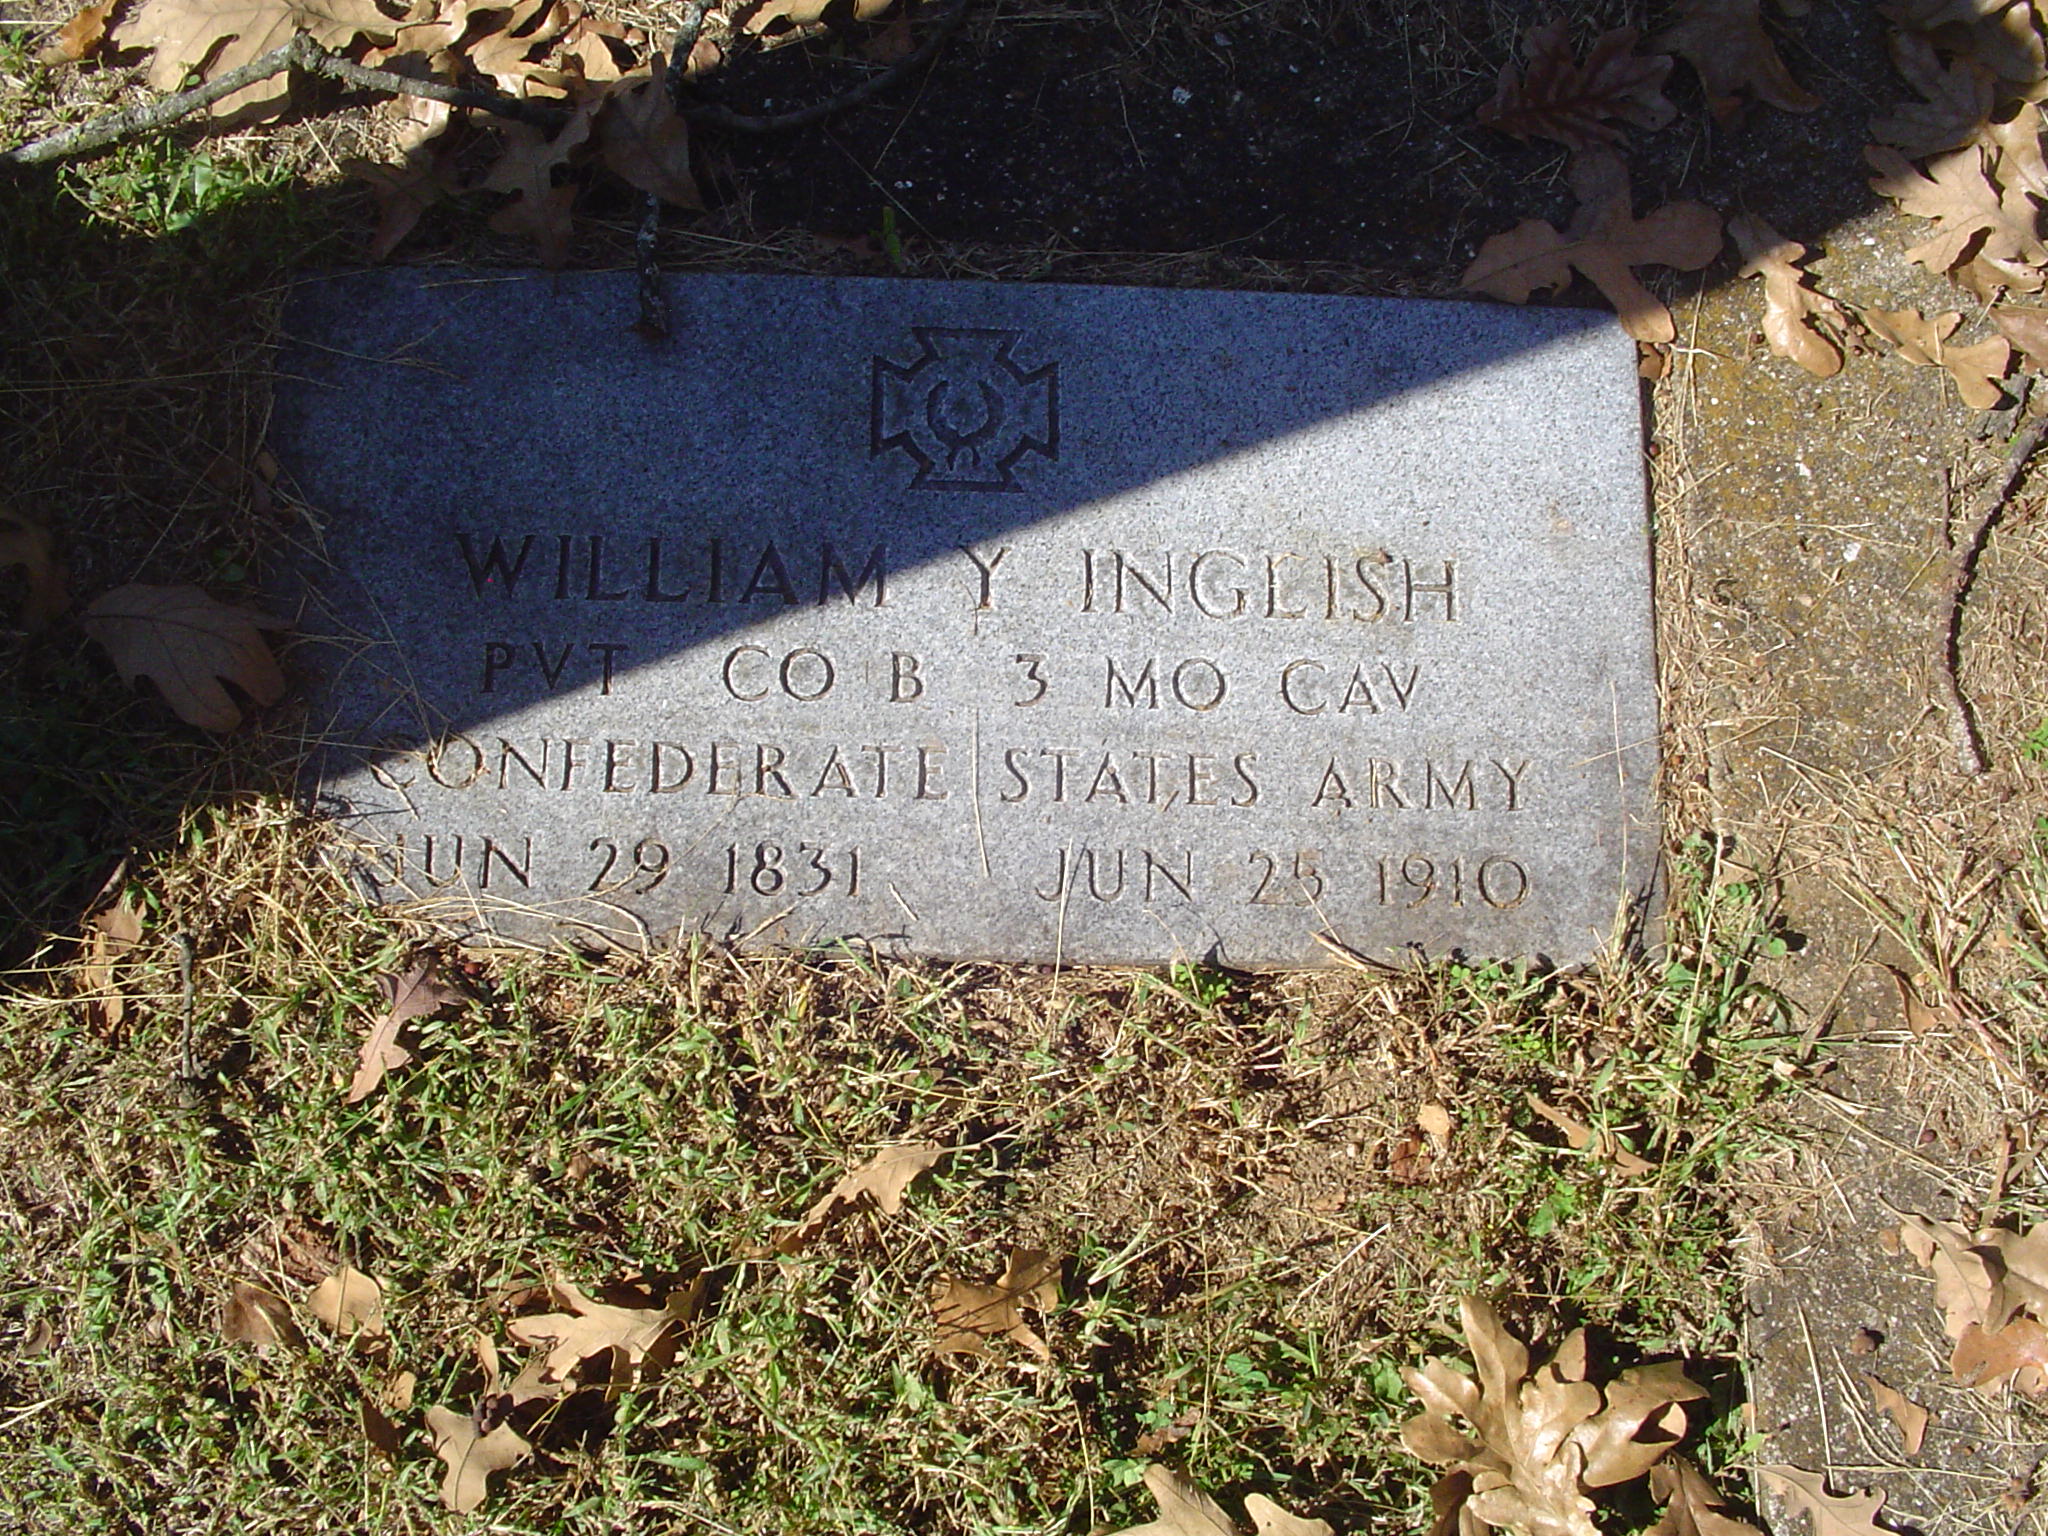 WILLIAM Y INGLISH
PVT CO B 3 MO CAV
CONFEDERATE STATES ARMY
JUN 29 1831 JUN 25 1910